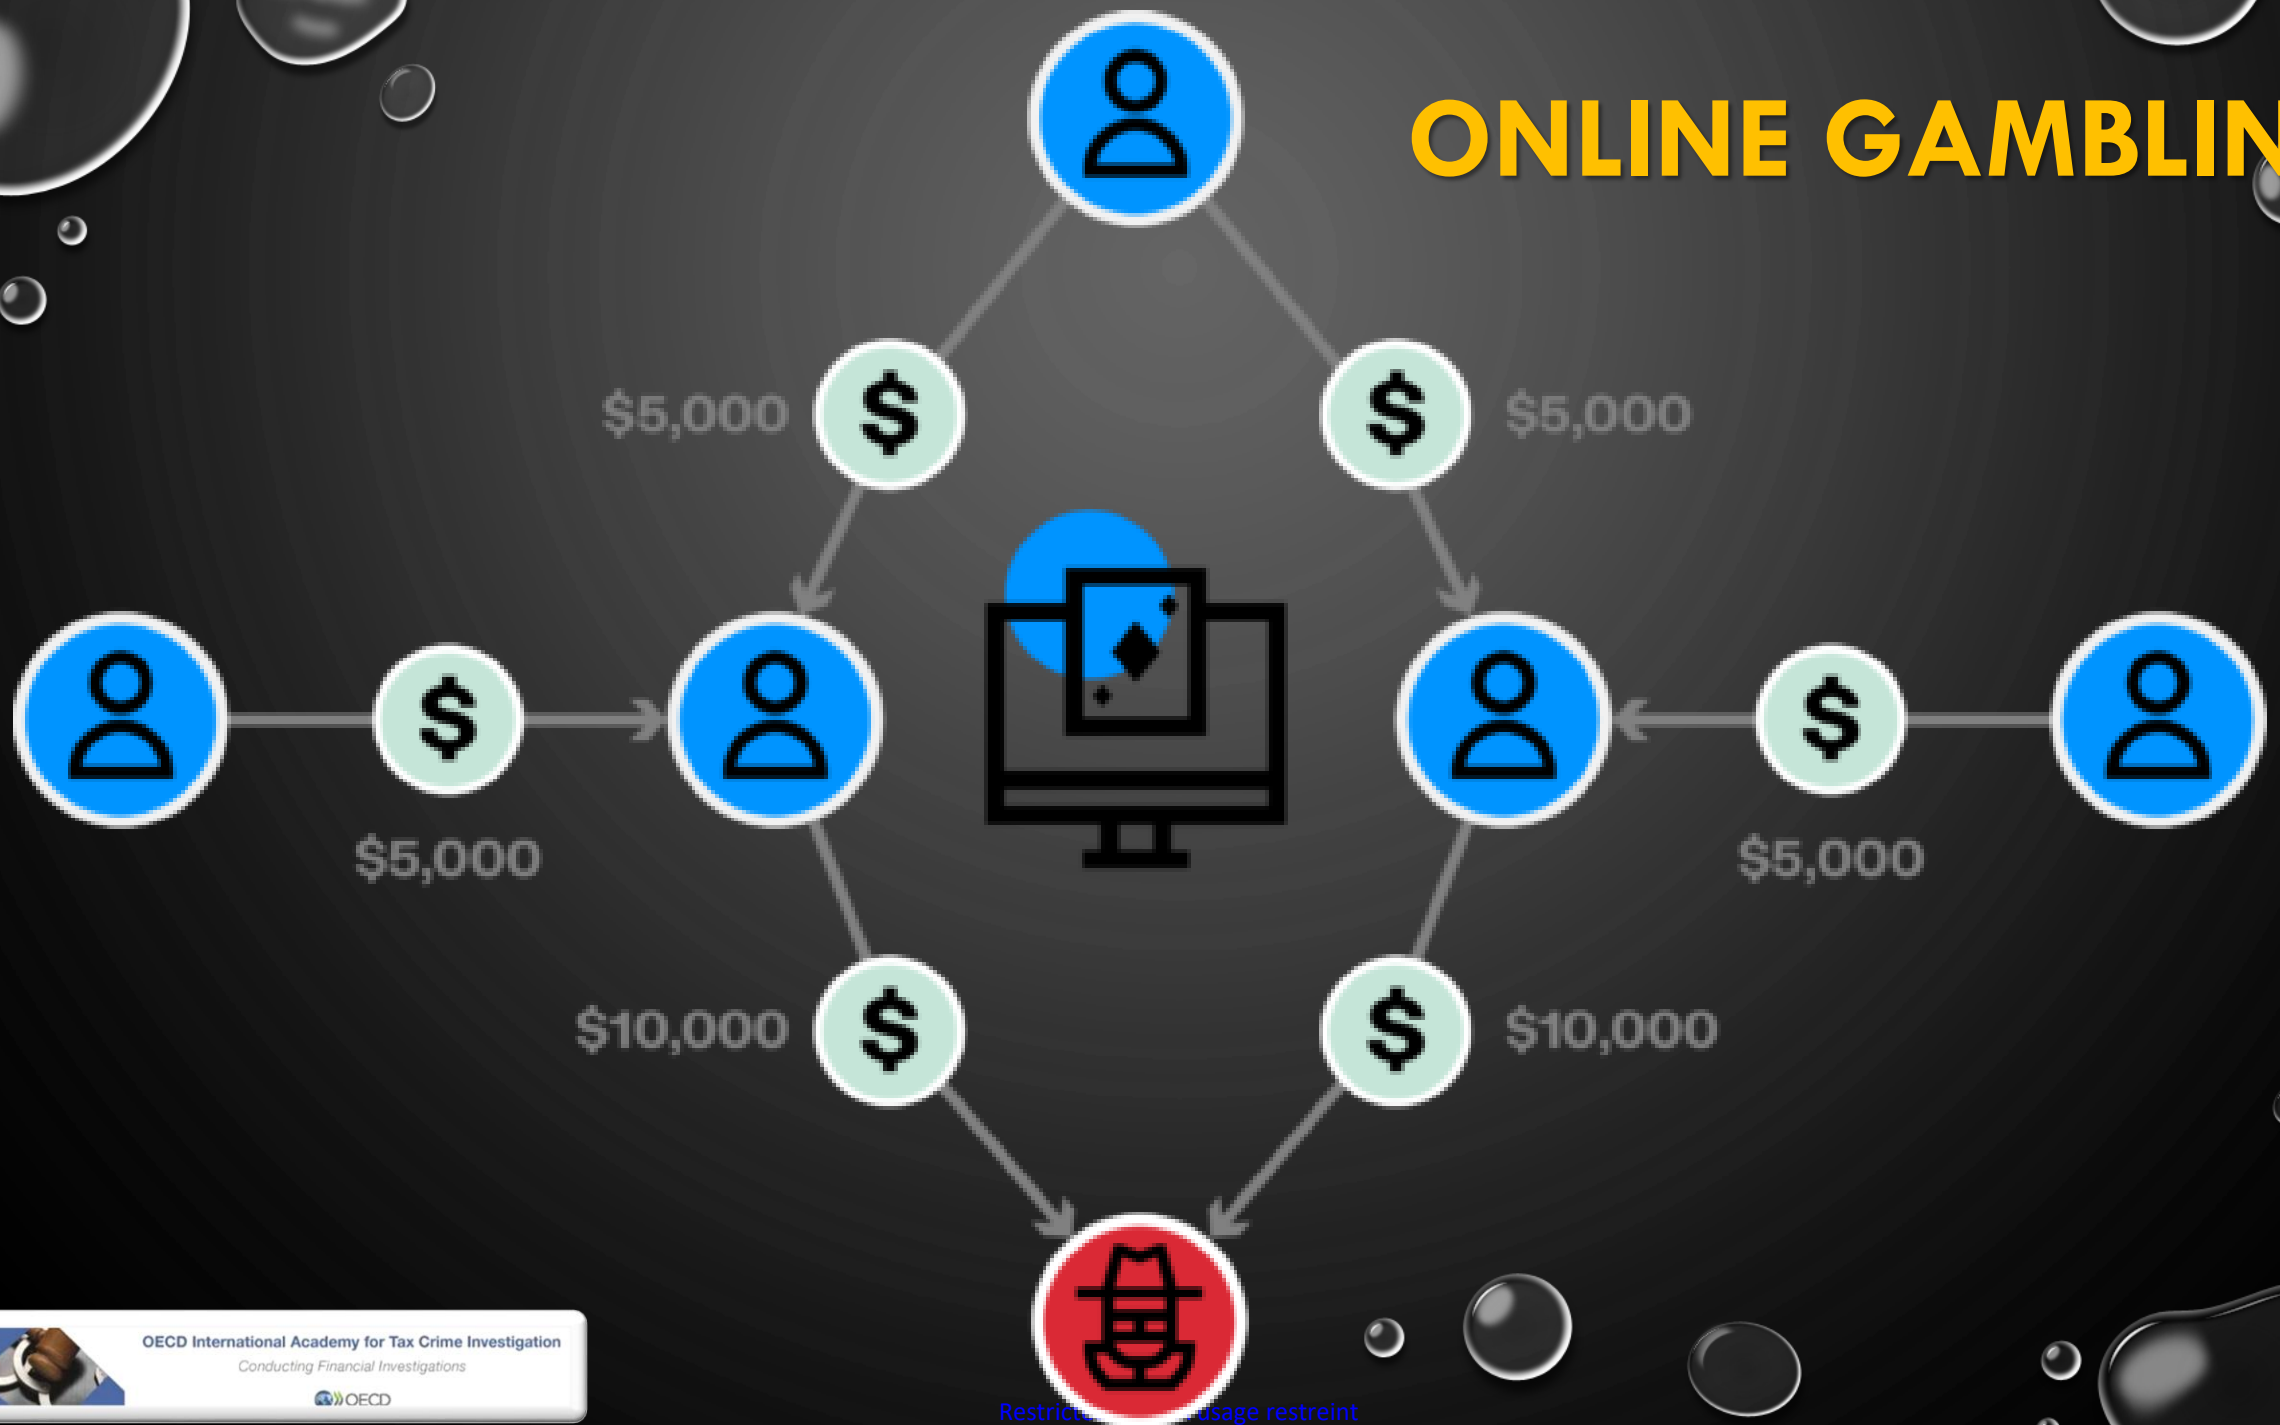 ONLINE GAMBLIN
$5,000 $5,000
$5,000 $5,000
$10,000 $10,000
OECD International Academy for Tax Crime Investigation
Conducting Financial Investigations
OECD
usage restreint